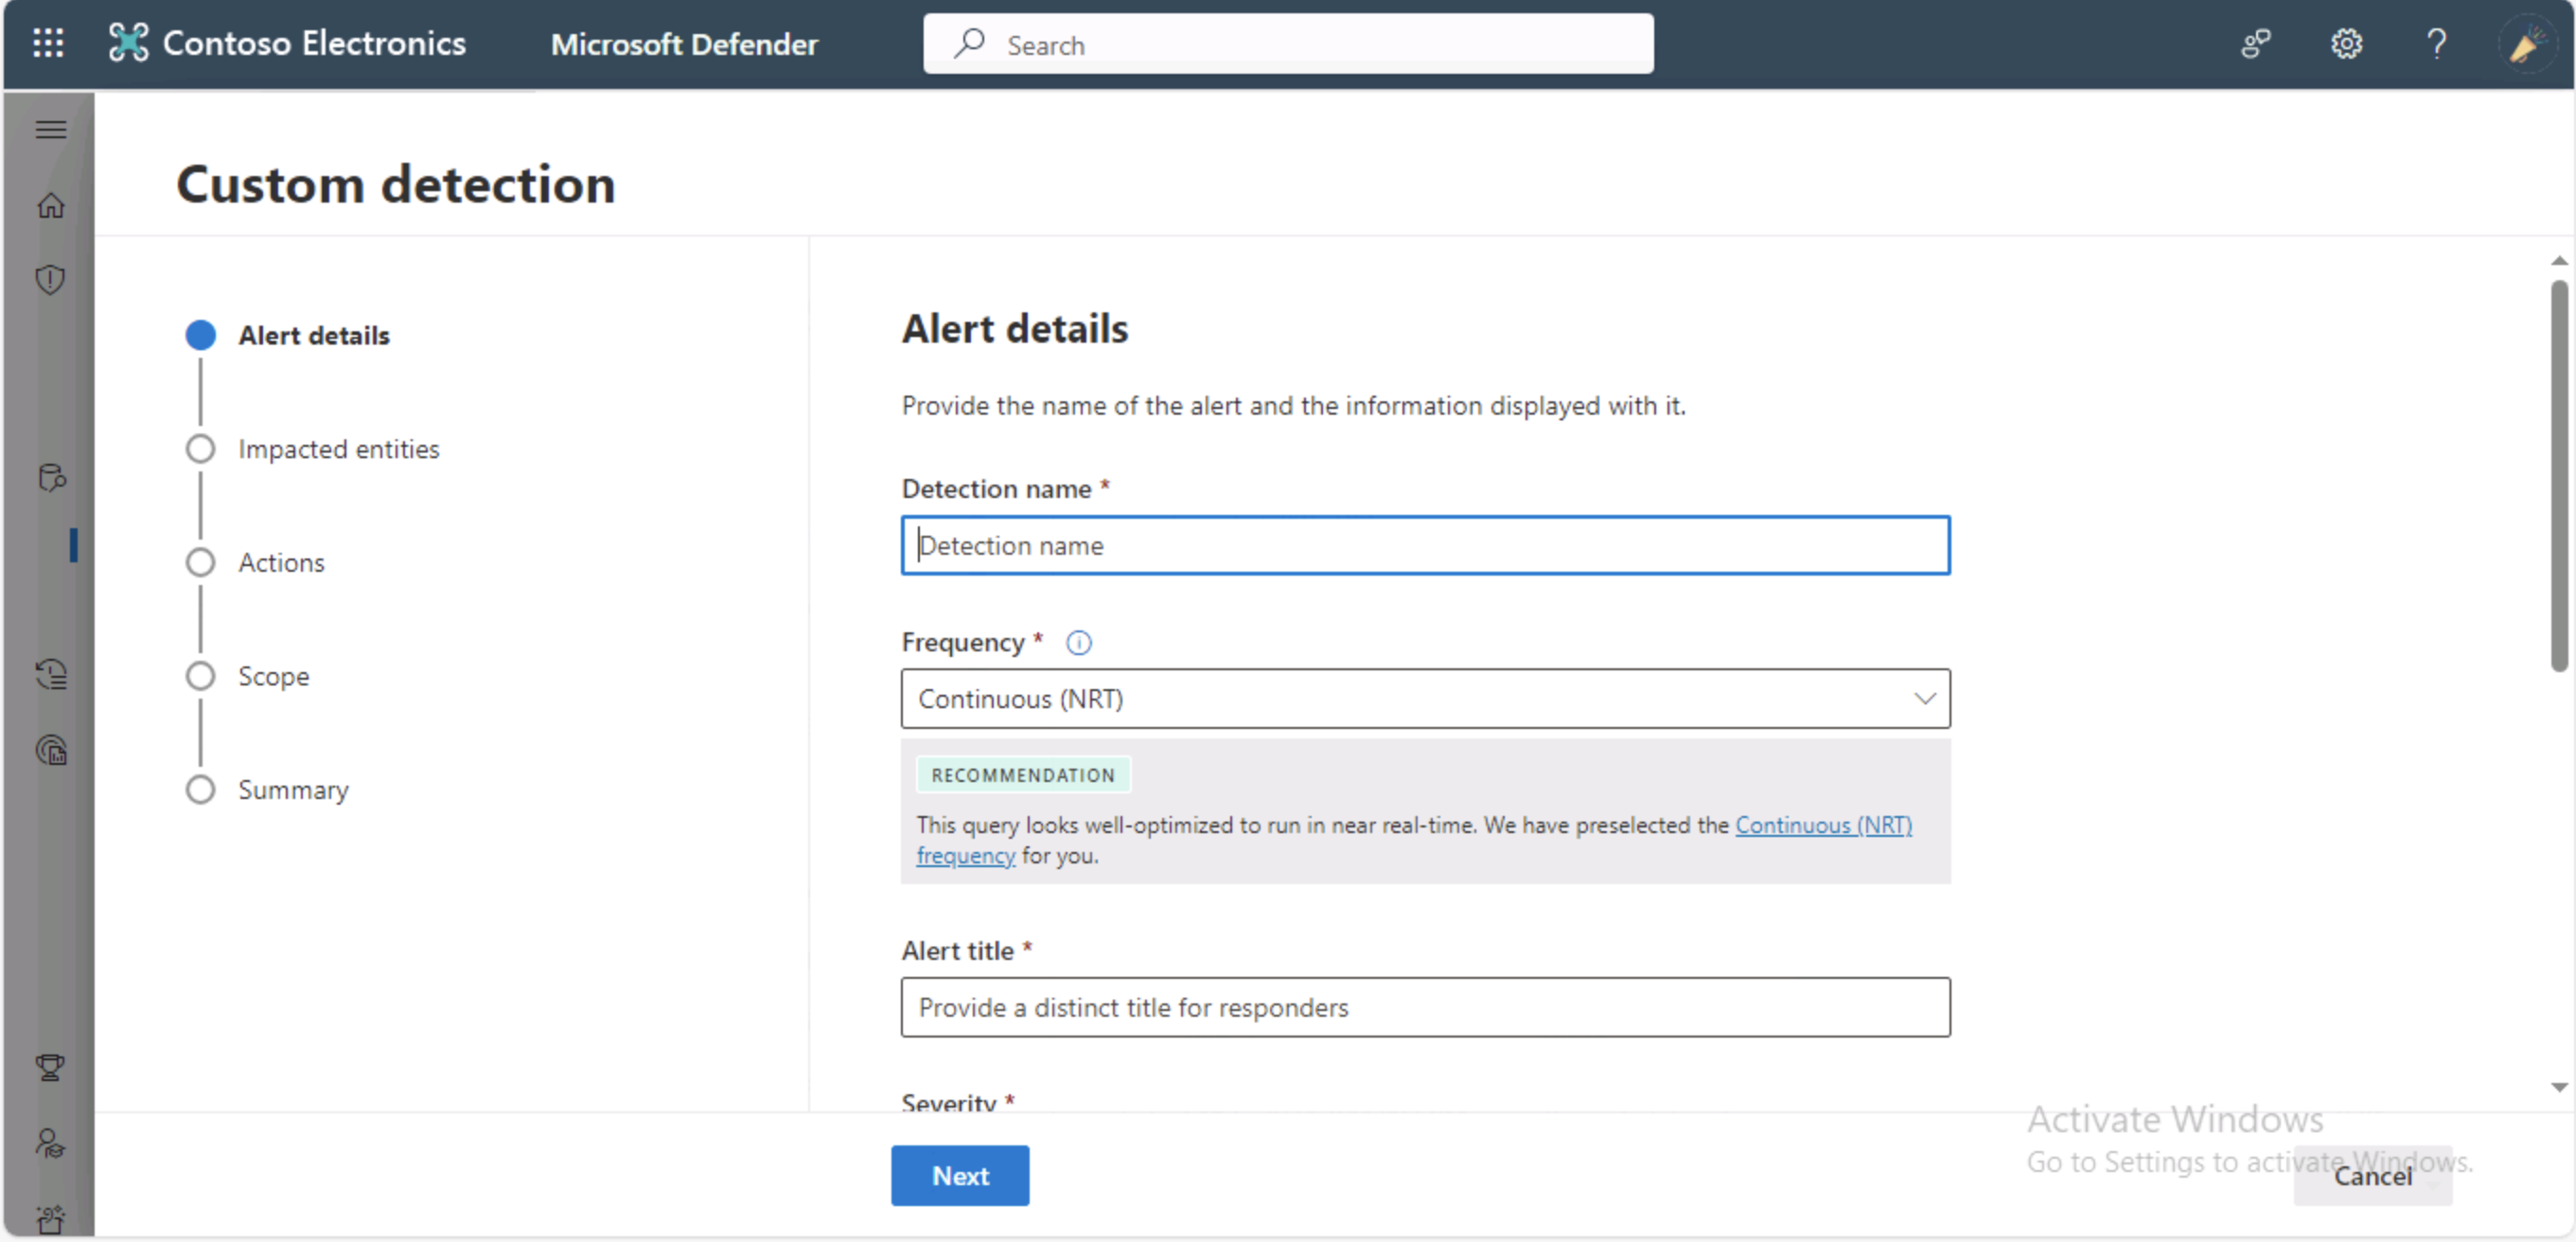 Contoso Electronics
Microsoft Defender
Search
Custom detection
Alert details
Impacted entities
Actions
Scope
Summary
Alert details
Provide the name of the alert and the information displayed with it.
Detection name *
Detection name
Frequency *
Continuous (NRT)
RECOMMENDATION
This query looks well-optimized to run in near real-time. We have preselected the Continuous (NRT)
frequency for you.
Alert title *
Provide a distinct title for responders
Severity *
Next
Activate Windows
Go to Settings to activate Windows.
Cancel